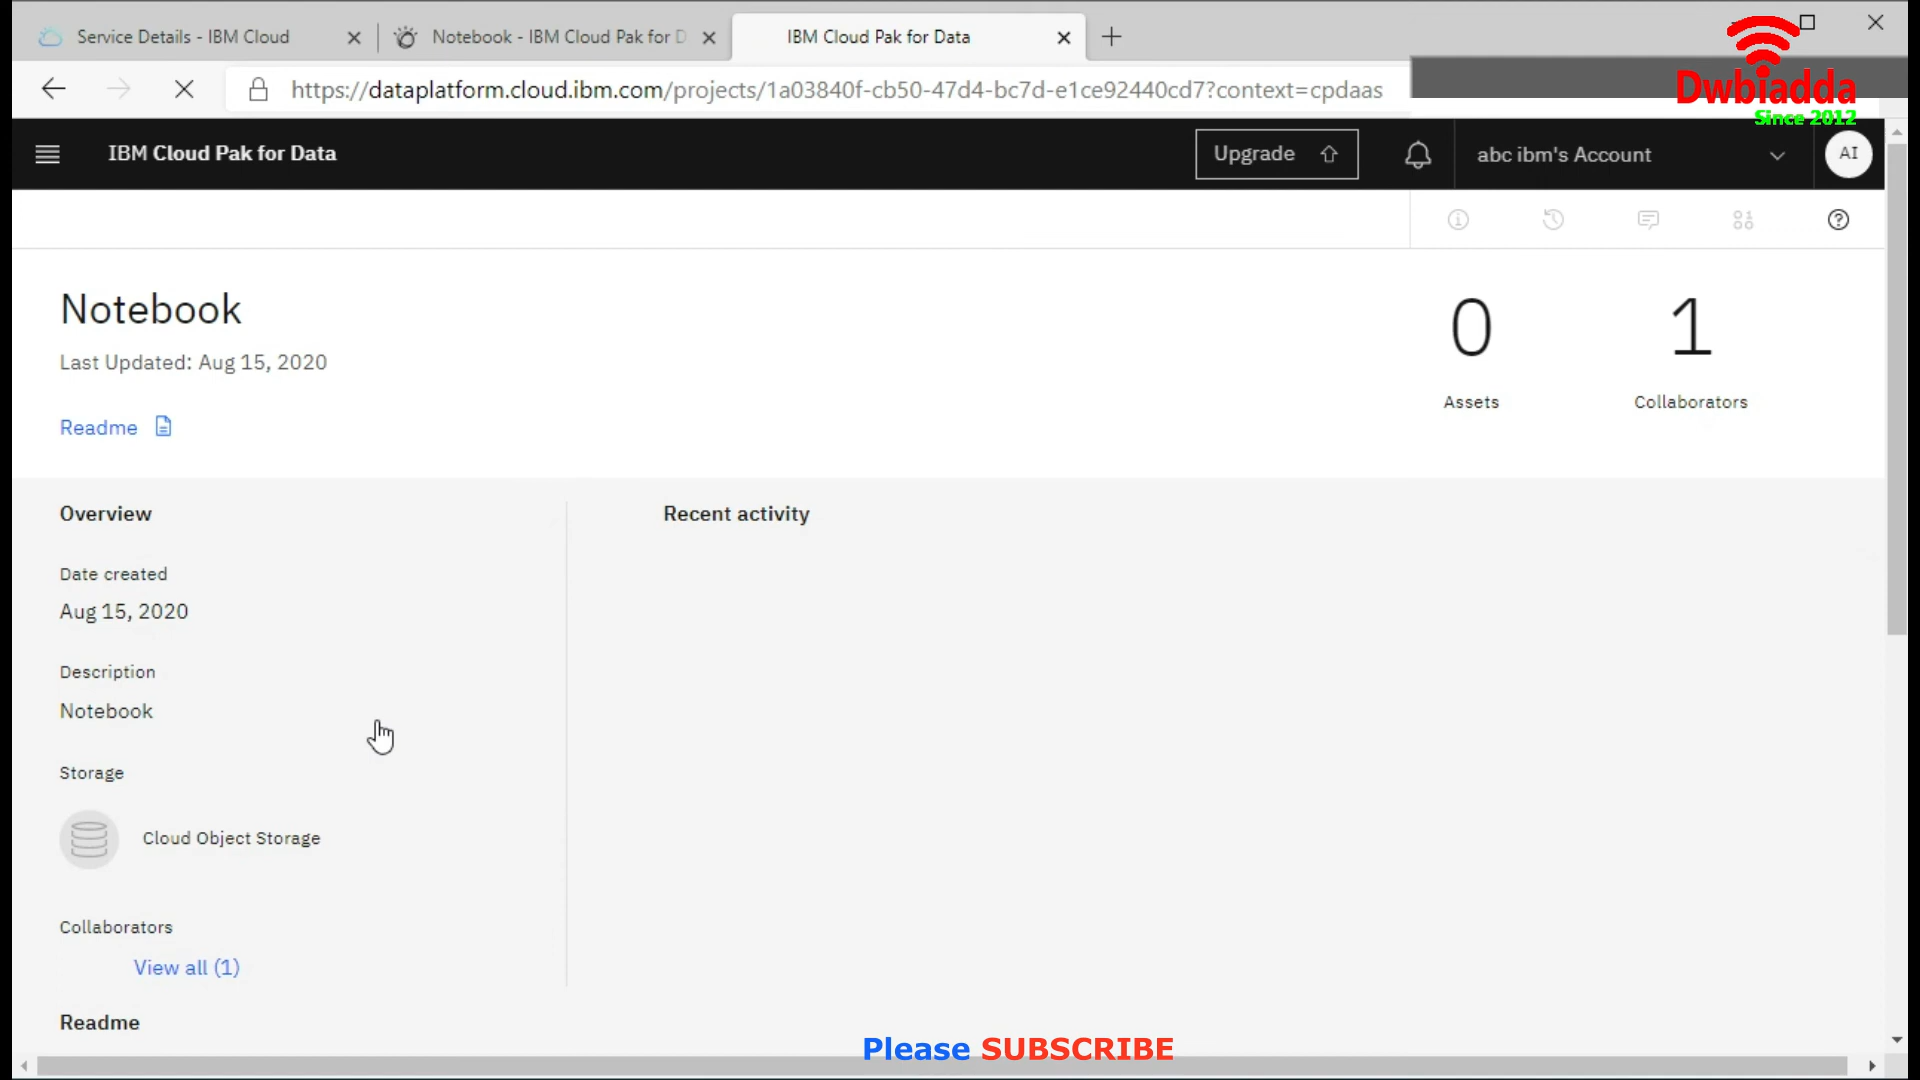 Service Details - IBM Cloud
Notebook - IBM Cloud Pak for D
IBM Cloud Pak for Data
https://dataplatform.cloud.ibm.com/projects/1a03840f-cb50-47d4-bc7d-e1ce92440cd7?context=cpdaas
Dwbiadda
Since 2012
IBM Cloud Pak for Data
Upgrade
abc ibm's Account
AI
Notebook
Last Updated: Aug 15, 2020
Readme
0
Assets
1
Collaborators
Overview
Date created
Aug 15, 2020
Description
Notebook
Storage
Cloud Object Storage
Collaborators
View all (1)
Readme
Recent activity
Please SUBSCRIBE